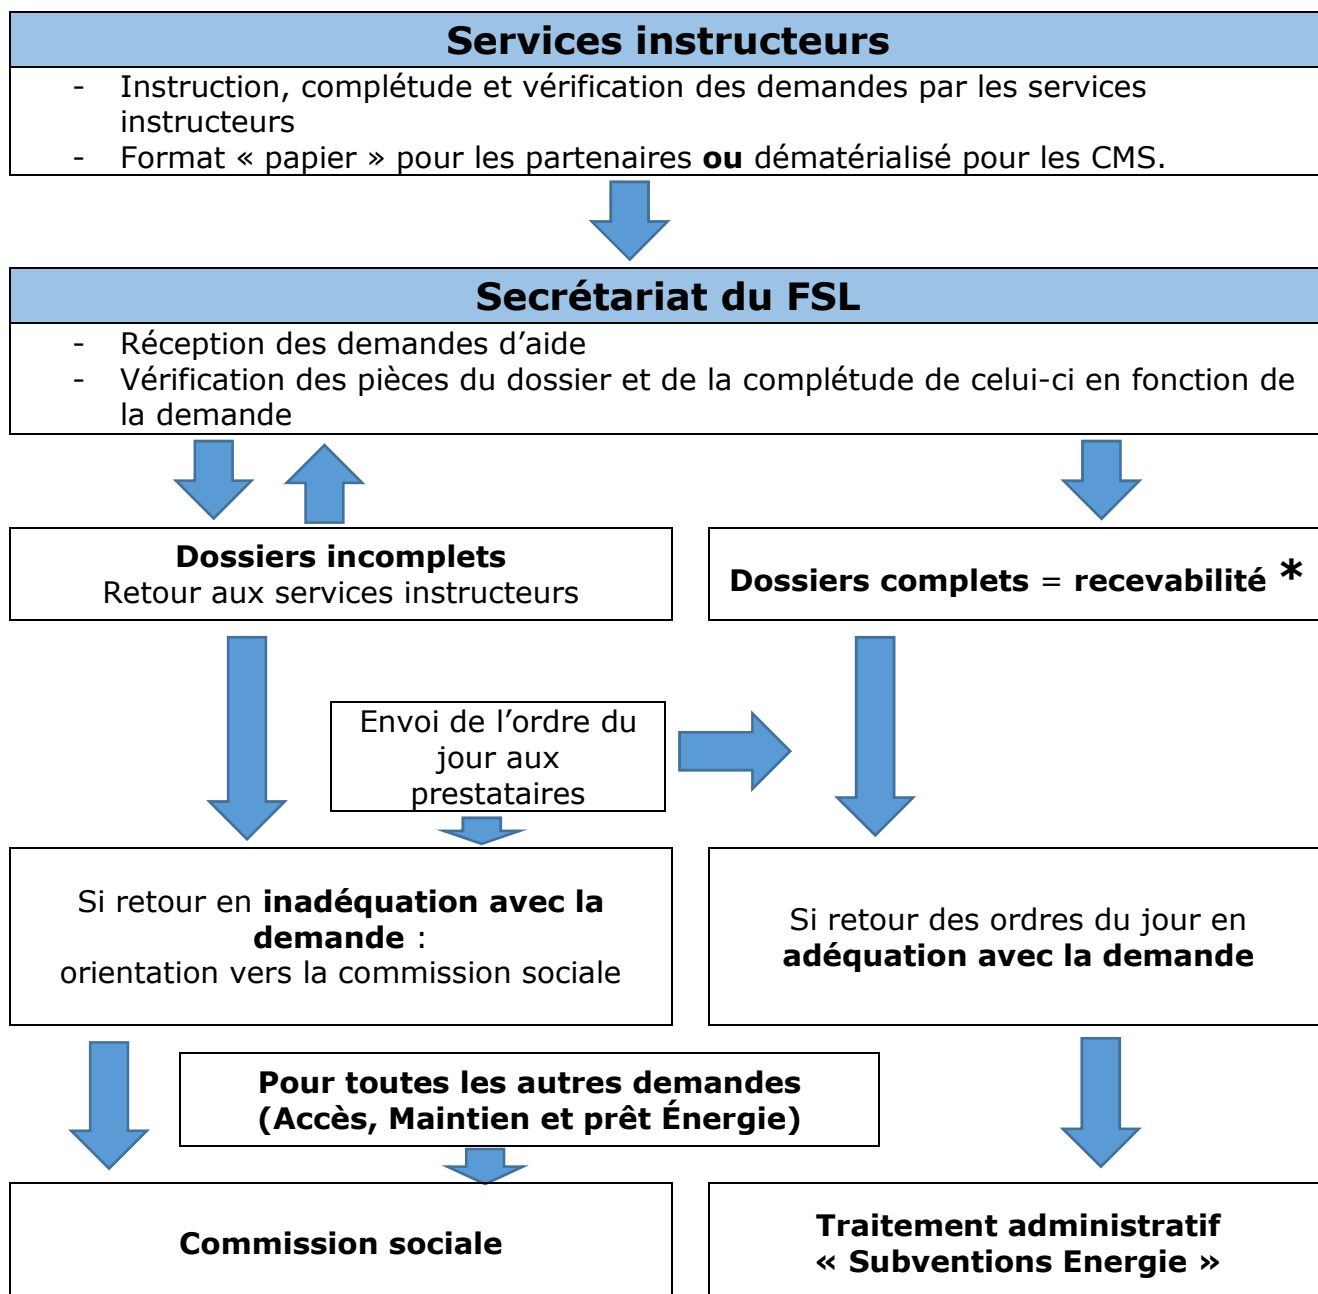 Services instructeurs
- Instruction, complétude et vérification des demandes par les services
instructeurs
- Format « papier » pour les partenaires ou dématérialisé pour les CMS.
Secrétariat du FSL
- Réception des demandes d’aide
- Vérification des pièces du dossier et de la complétude de celui-ci en fonction de
la demande
Dossiers incomplets
Retour aux services instructeurs
Dossiers complets = recevabilité *
Envoi de l’ordre du
jour aux
prestataires
Si retour en inadéquation avec la
demande :
orientation vers la commission sociale
Si retour des ordres du jour en
adéquation avec la demande
Pour toutes les autres demandes
(Accès, Maintien et prêt Énergie)
Commission sociale
Traitement administratif
« Subventions Energie »